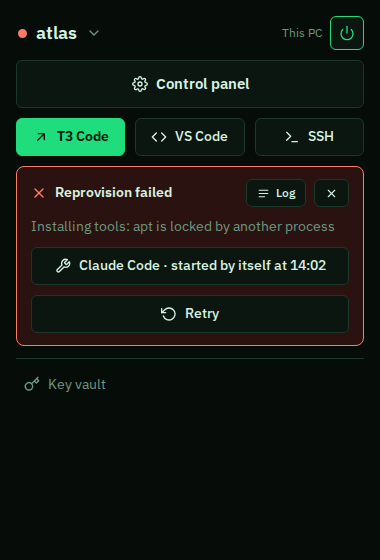 atlas
This PC
Control panel
T3 Code
VS Code
SSH
Reprovision failed
Log
Installing tools: apt is locked by another process
Claude Code · started by itself at 14:02
Retry
Key vault